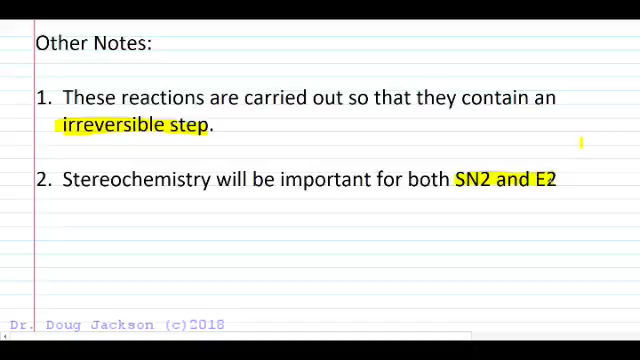 Other Notes:
1. These reactions are carried out so that they contain an
irreversible step.
2. Stereochemistry will be important for both SN2 and E2
Dr. Doug Jackson (c)2018